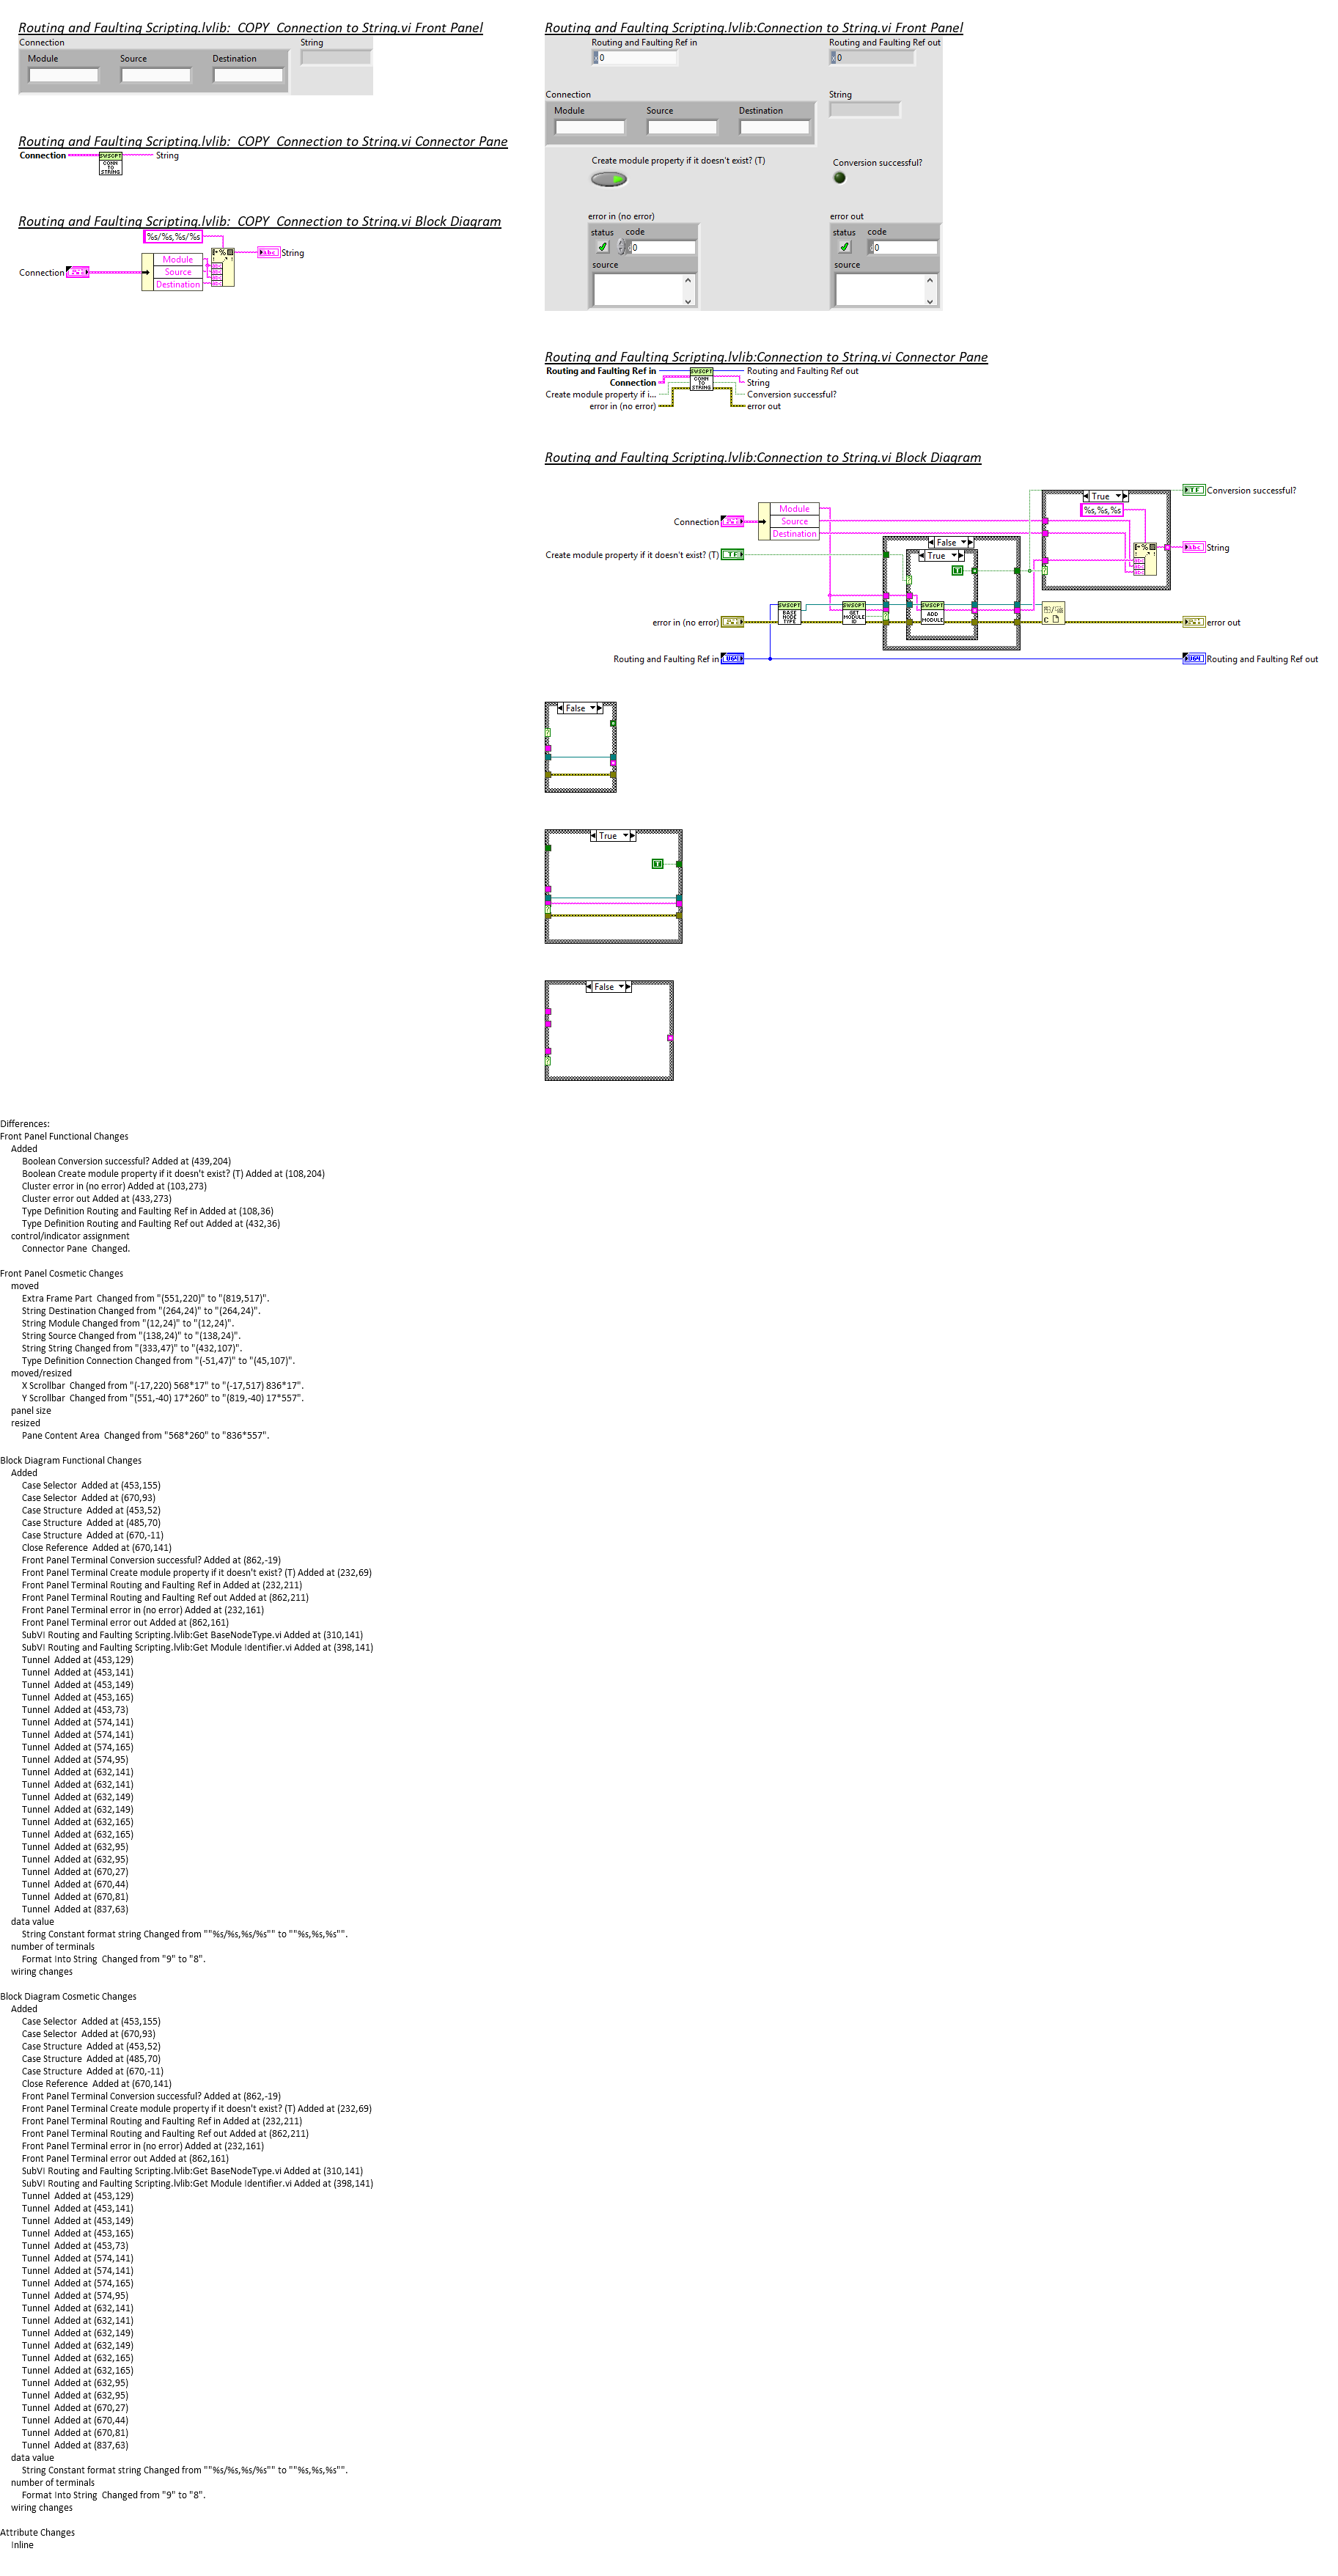 Routing and Faulting Scripting.lvlib:  COPY  Connection to String.vi Front Panel
Connection
String
Module
Source
Destination
Routing and Faulting Scripting.lvlib:  COPY  Connection to String.vi Connector Pane
Connection
SWSCPT
CONN
TO
STRING
String
Routing and Faulting Scripting.lvlib:  COPY  Connection to String.vi Block Diagram
%s/%s,%s/%s
Connection
Module
Source
Destination
abc
String
Routing and Faulting Scripting.lvlib:Connection to String.vi Front Panel
Routing and Faulting Ref in
Routing and Faulting Ref out
x 0
x 0
Connection
String
Module
Source
Destination
Create module property if it doesn't exist? (T)
Conversion successful?
error in (no error)
error out
status
code
status
code
d 0
d 0
source
source
Routing and Faulting Scripting.lvlib:Connection to String.vi Connector Pane
Routing and Faulting Ref in
SWSCPT
CONN
TO
STRING
Routing and Faulting Ref out
Connection
String
Create module property if i...
Conversion successful?
error in (no error)
error out
Routing and Faulting Scripting.lvlib:Connection to String.vi Block Diagram
True
TF
Conversion successful?
Module
%s,%s,%s
Connection
Source
Destination
False
abc
String
Create module property if it doesn't exist? (T)
TF
True
T
SWSCPT
BASE
NODE
TYPE
SWSCPT
GET
MODULE
ID
SWSCPT
ADD
MODULE
error in (no error)
error out
Routing and Faulting Ref in
U64
U64
Routing and Faulting Ref out
False
True
T
False
Differences:
Front Panel Functional Changes
Added
Boolean Conversion successful? Added at (439,204)
Boolean Create module property if it doesn't exist? (T) Added at (108,204)
Cluster error in (no error) Added at (103,273)
Cluster error out Added at (433,273)
Type Definition Routing and Faulting Ref in Added at (108,36)
Type Definition Routing and Faulting Ref out Added at (432,36)
control/indicator assignment
Connector Pane  Changed.
Front Panel Cosmetic Changes
moved
Extra Frame Part  Changed from "(551,220)" to "(819,517)".
String Destination Changed from "(264,24)" to "(264,24)".
String Module Changed from "(12,24)" to "(12,24)".
String Source Changed from "(138,24)" to "(138,24)".
String String Changed from "(333,47)" to "(432,107)".
Type Definition Connection Changed from "(-51,47)" to "(45,107)".
moved/resized
X Scrollbar  Changed from "(-17,220) 568*17" to "(-17,517) 836*17".
Y Scrollbar  Changed from "(551,-40) 17*260" to "(819,-40) 17*557".
panel size
resized
Pane Content Area  Changed from "568*260" to "836*557".
Block Diagram Functional Changes
Added
Case Selector  Added at (453,155)
Case Selector  Added at (670,93)
Case Structure  Added at (453,52)
Case Structure  Added at (485,70)
Case Structure  Added at (670,-11)
Close Reference  Added at (670,141)
Front Panel Terminal Conversion successful? Added at (862,-19)
Front Panel Terminal Create module property if it doesn't exist? (T) Added at (232,69)
Front Panel Terminal Routing and Faulting Ref in Added at (232,211)
Front Panel Terminal Routing and Faulting Ref out Added at (862,211)
Front Panel Terminal error in (no error) Added at (232,161)
Front Panel Terminal error out Added at (862,161)
SubVI Routing and Faulting Scripting.lvlib:Get BaseNodeType.vi Added at (310,141)
SubVI Routing and Faulting Scripting.lvlib:Get Module Identifier.vi Added at (398,141)
Tunnel  Added at (453,129)
Tunnel  Added at (453,141)
Tunnel  Added at (453,149)
Tunnel  Added at (453,165)
Tunnel  Added at (453,73)
Tunnel  Added at (574,141)
Tunnel  Added at (574,141)
Tunnel  Added at (574,165)
Tunnel  Added at (574,95)
Tunnel  Added at (632,141)
Tunnel  Added at (632,141)
Tunnel  Added at (632,149)
Tunnel  Added at (632,149)
Tunnel  Added at (632,165)
Tunnel  Added at (632,165)
Tunnel  Added at (632,95)
Tunnel  Added at (632,95)
Tunnel  Added at (670,27)
Tunnel  Added at (670,44)
Tunnel  Added at (670,81)
Tunnel  Added at (837,63)
data value
String Constant format string Changed from ""%s/%s,%s/%s"" to ""%s,%s,%s"".
number of terminals
Format Into String  Changed from "9" to "8".
wiring changes
Block Diagram Cosmetic Changes
Added
Case Selector  Added at (453,155)
Case Selector  Added at (670,93)
Case Structure  Added at (453,52)
Case Structure  Added at (485,70)
Case Structure  Added at (670,-11)
Close Reference  Added at (670,141)
Front Panel Terminal Conversion successful? Added at (862,-19)
Front Panel Terminal Create module property if it doesn't exist? (T) Added at (232,69)
Front Panel Terminal Routing and Faulting Ref in Added at (232,211)
Front Panel Terminal Routing and Faulting Ref out Added at (862,211)
Front Panel Terminal error in (no error) Added at (232,161)
Front Panel Terminal error out Added at (862,161)
SubVI Routing and Faulting Scripting.lvlib:Get BaseNodeType.vi Added at (310,141)
SubVI Routing and Faulting Scripting.lvlib:Get Module Identifier.vi Added at (398,141)
Tunnel  Added at (453,129)
Tunnel  Added at (453,141)
Tunnel  Added at (453,149)
Tunnel  Added at (453,165)
Tunnel  Added at (453,73)
Tunnel  Added at (574,141)
Tunnel  Added at (574,141)
Tunnel  Added at (574,165)
Tunnel  Added at (574,95)
Tunnel  Added at (632,141)
Tunnel  Added at (632,141)
Tunnel  Added at (632,149)
Tunnel  Added at (632,149)
Tunnel  Added at (632,165)
Tunnel  Added at (632,165)
Tunnel  Added at (632,95)
Tunnel  Added at (632,95)
Tunnel  Added at (670,27)
Tunnel  Added at (670,44)
Tunnel  Added at (670,81)
Tunnel  Added at (837,63)
data value
String Constant format string Changed from ""%s/%s,%s/%s"" to ""%s,%s,%s"".
number of terminals
Format Into String  Changed from "9" to "8".
wiring changes
Attribute Changes
Inline